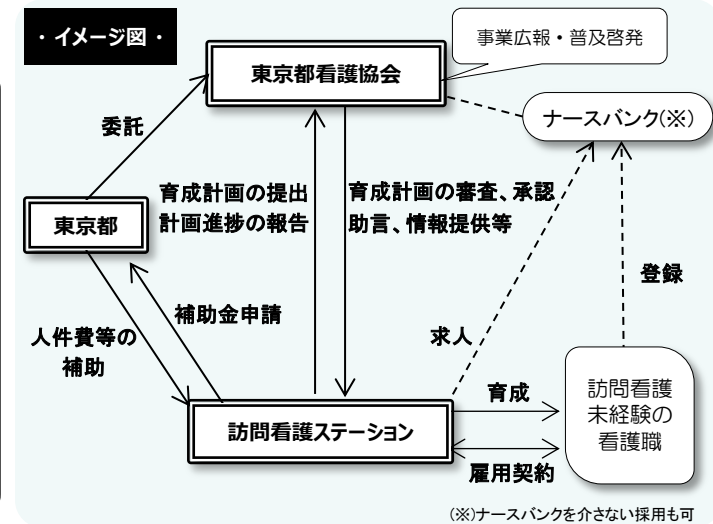 ・イメージ図・
事業広報・普及啓発
東京都看護協会
ナースバンク(※)
委託
育成計画の提出
計画進捗の報告
育成計画の審査、承認
助言、情報提供等
東京都
登録
補助金申請
人件費等の
補助
求人
育成
訪問看護
未経験の
看護職
訪問看護ステーション
雇用契約
(※)ナースバンクを介さない採用も可